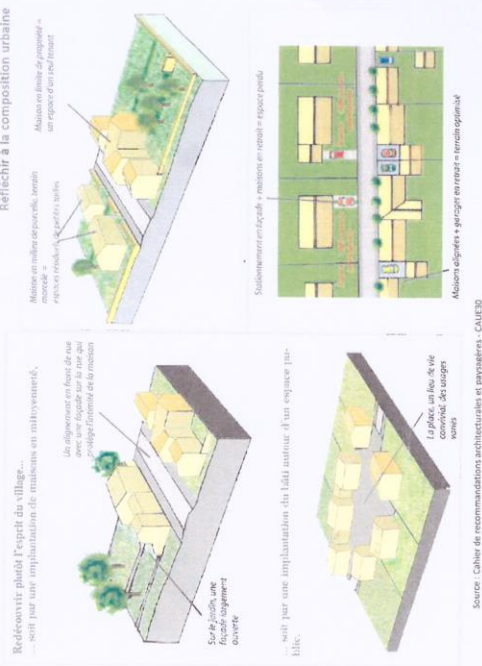 Réfléchir à la composition urbaine
Redécouvrir plutôt l'esprit du village...
... soit par une implantation de maisons en mitoyenneté,
Un alignement en front de rue
avec une façade sur la rue qui
protège l'intimité de la maison
Sur le jardin, une
façade largement
ouverte
Maison en milieu de parcelle, terrain
morcelé =
espaces résiduels de petites tailles
Maison en limite de propriété =
un espace d'un seul tenant
... soit par une implantation du bâti autour d'un espace pu-
blic.
La place, un lieu de vie
convivial, des usages
variés
Stationnement en façade + maisons en retrait = espace perdu
Maisons alignées + garages en retrait = terrain optimisé
Source : Cahier de recommandations architecturales et paysagères - CAUE30